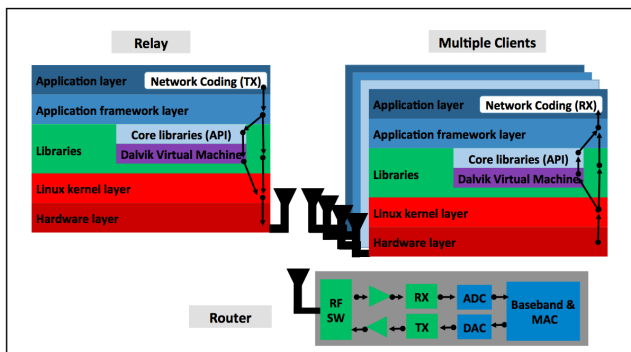 Relay
Application layer
Network Coding (TX)
Application framework layer
Core libraries (API)
Libraries
Dalvik Virtual Machine
Linux kernel layer
Hardware layer
Multiple Clients
Application layer
Network Coding (RX)
Application framework layer
Core libraries (API)
Libraries
Dalvik Virtual Machine
Linux kernel layer
Hardware layer
Router
RF
SW
RX
ADC
TX
DAC
Baseband &
MAC